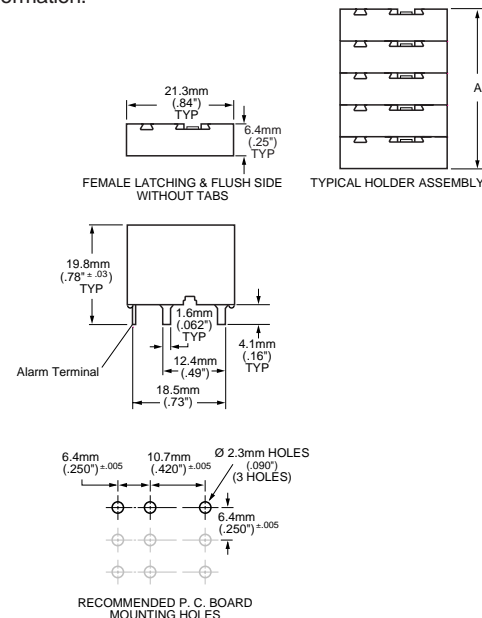 ormation.
21.3mm
(.84")
TYP
6.4mm
(.25")
TYP
A
FEMALE LATCHING & FLUSH SIDE
WITHOUT TABS
TYPICAL HOLDER ASSEMBLY
19.8mm
(.78" ± .03)
TYP
1.6mm
(.062")
TYP
4.1mm
(.16")
TYP
Alarm Terminal
12.4mm
(.49")
18.5mm
(.73")
6.4mm
(.250") ±.005
10.7mm
(.420") ±.005
Ø 2.3mm HOLES
(.090")
(3 HOLES)
6.4mm
(.250") ±.005
RECOMMENDED P. C. BOARD
MOUNTING HOLES